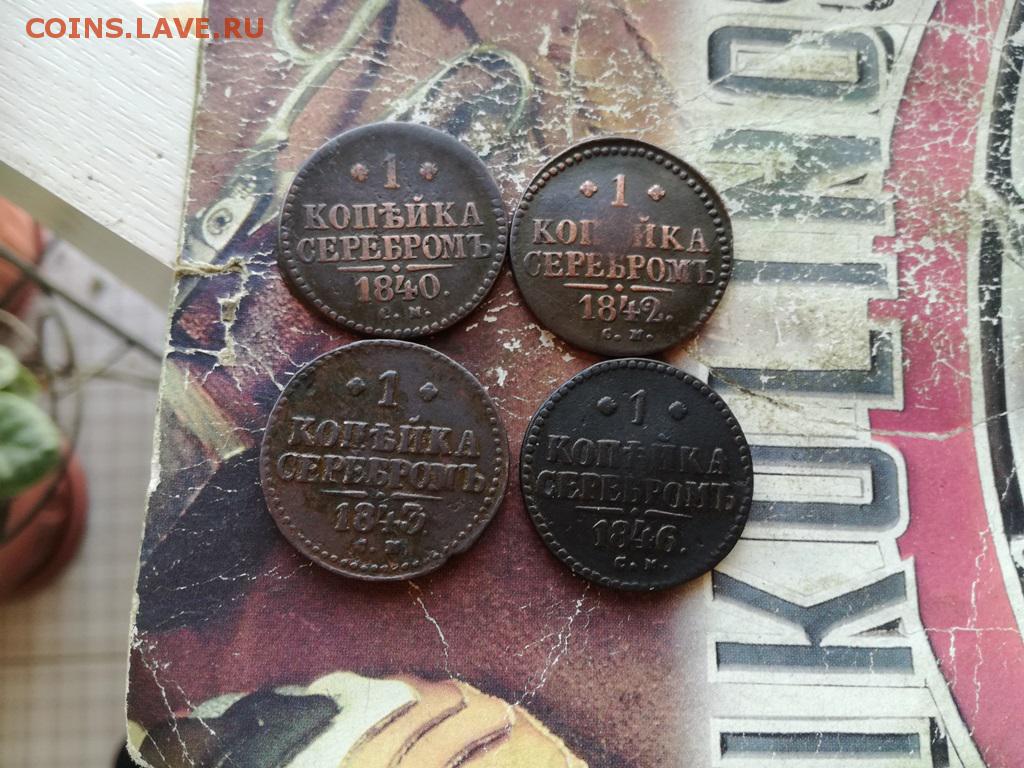 COINS.LAVE.RU
1
КОПѢЙКА
СЕРЕБРОМЪ
1840.
С.М.
1
КОПѢЙКА
СЕРЕБРОМЪ
1842.
С.М.
1
КОПѢЙКА
СЕРЕБРОМЪ
1843
С.М.
1
КОПѢЙКА
СЕРЕБРОМЪ
1846.
С.М.